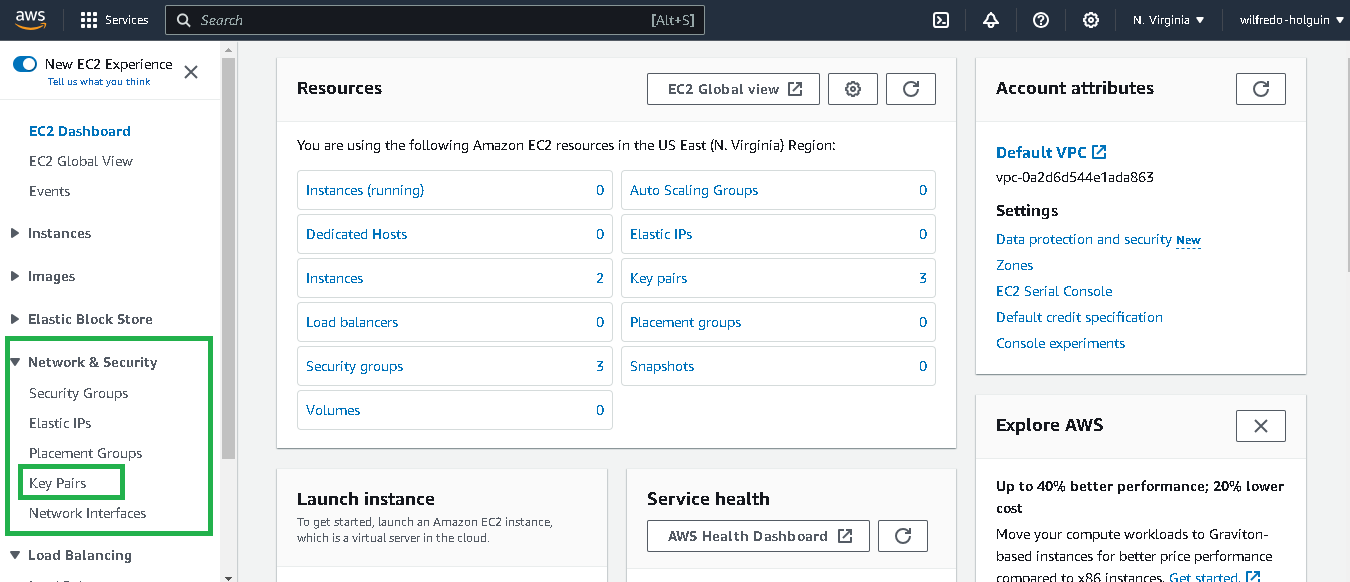 aws
Services
Search
[Alt+S]
N. Virginia
wilfredo-holguin
New EC2 Experience
Tell us what you think
EC2 Dashboard
EC2 Global View
Events
Instances
Images
Elastic Block Store
Network & Security
Security Groups
Elastic IPs
Placement Groups
Key Pairs
Network Interfaces
Load Balancing
Resources
EC2 Global view
You are using the following Amazon EC2 resources in the US East (N. Virginia) Region:
Instances (running) 0
Auto Scaling Groups 0
Dedicated Hosts 0
Elastic IPs 0
Instances 2
Key pairs 3
Load balancers 0
Placement groups 0
Security groups 3
Snapshots 0
Volumes 0
Launch instance
To get started, launch an Amazon EC2 instance,
which is a virtual server in the cloud.
Service health
AWS Health Dashboard
Account attributes
Default VPC
vpc-0a2d6d544e1ada863
Settings
Data protection and security New
Zones
EC2 Serial Console
Default credit specification
Console experiments
Explore AWS
Up to 40% better performance; 20% lower
cost
Move your compute workloads to Graviton-
based instances for better price performance
compared to x86 instances. Get started.